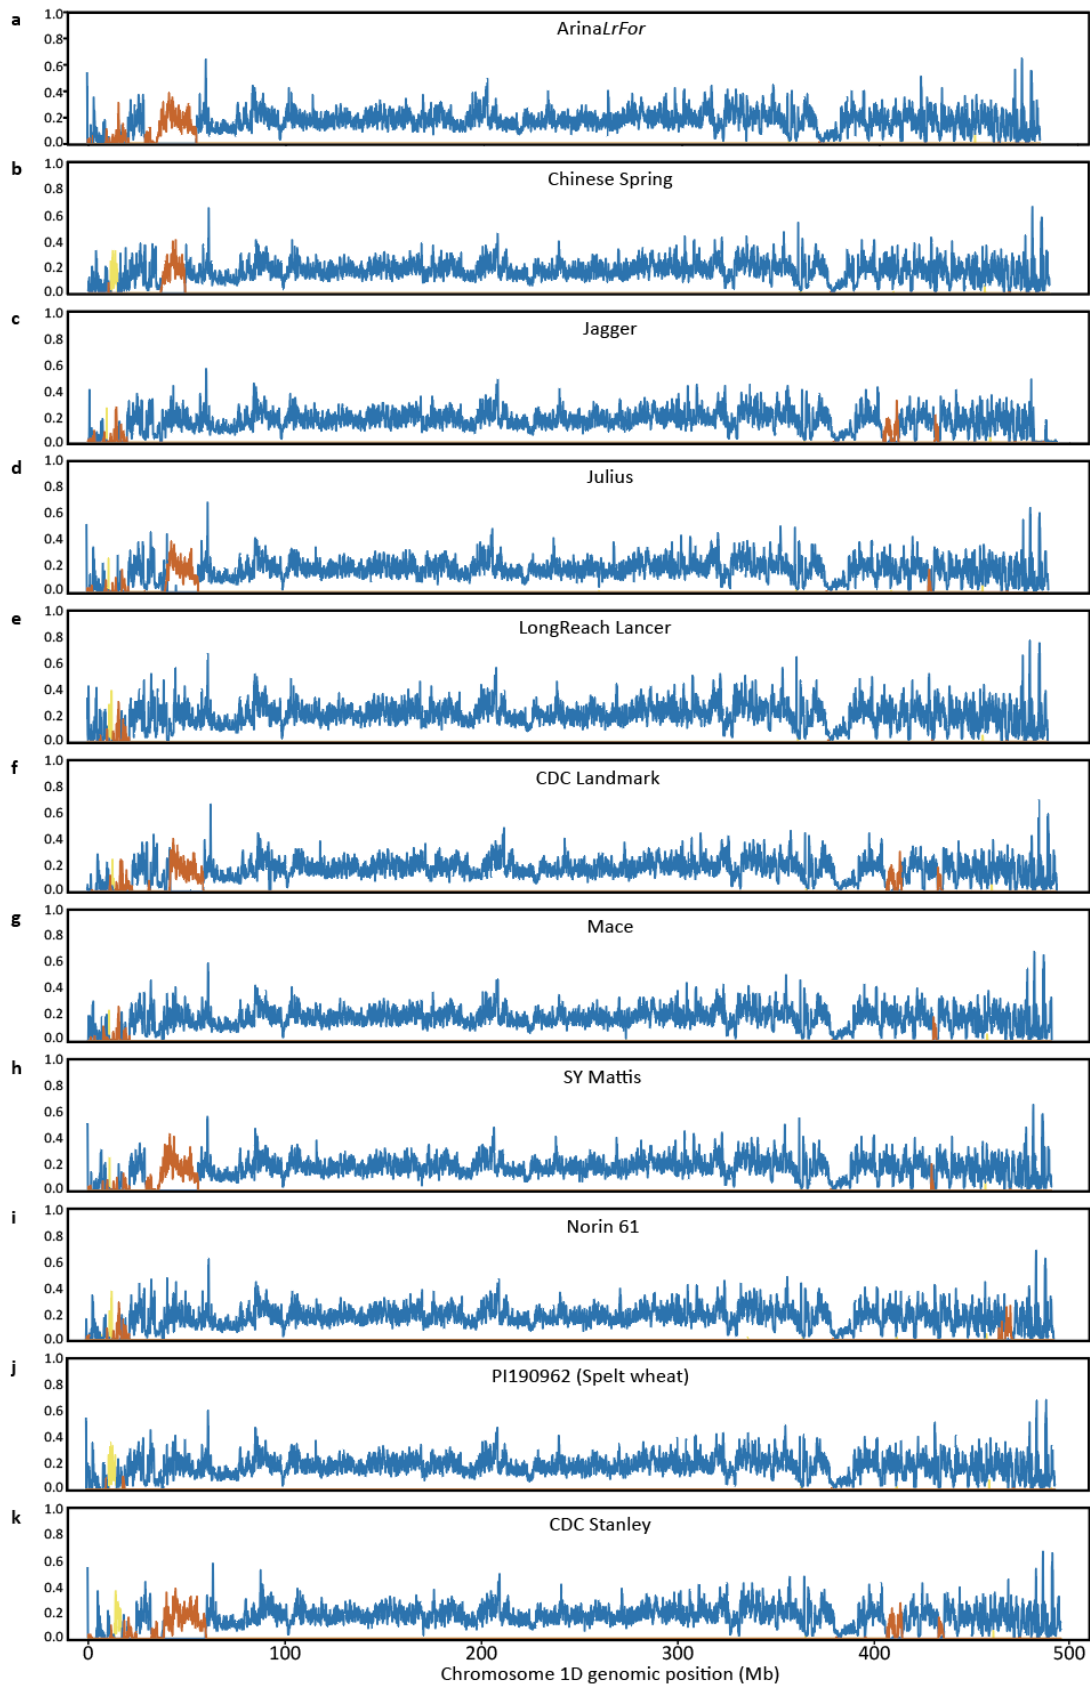 a
1.0
0.8
0.6
0.4
0.2
0.0
ArinaLrFor
b
1.0
0.8
0.6
0.4
0.2
0.0
Chinese Spring
c
1.0
0.8
0.6
0.4
0.2
0.0
Jagger
d
1.0
0.8
0.6
0.4
0.2
0.0
Julius
e
1.0
0.8
0.6
0.4
0.2
0.0
LongReach Lancer
f
1.0
0.8
0.6
0.4
0.2
0.0
CDC Landmark
g
1.0
0.8
0.6
0.4
0.2
0.0
Mace
h
1.0
0.8
0.6
0.4
0.2
0.0
SY Mattis
i
1.0
0.8
0.6
0.4
0.2
0.0
Norin 61
j
1.0
0.8
0.6
0.4
0.2
0.0
PI190962 (Spelt wheat)
k
1.0
0.8
0.6
0.4
0.2
0.0
CDC Stanley
0 100 200 300 400 500
Chromosome 1D genomic position (Mb)